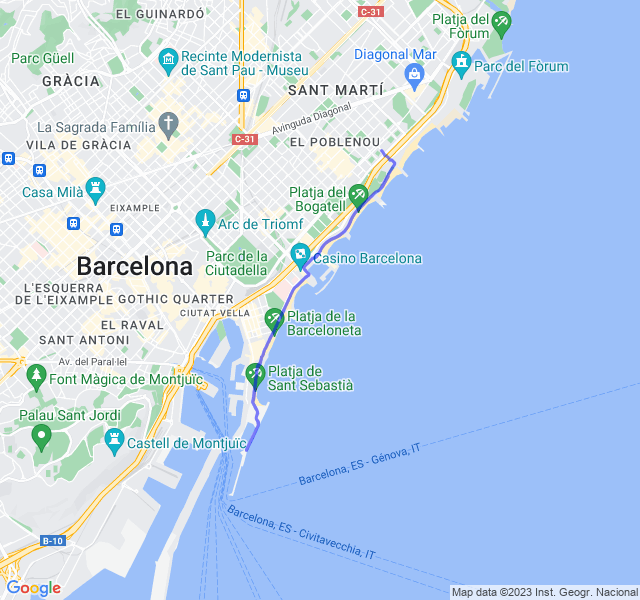 EL GUINARDÓ
C-31
Platja del
Fòrum
Parc Güell
Recinte Modernista
de Sant Pau - Museu
Diagonal Mar
Parc del Fòrum
GRÀCIA
SANT MARTÍ
La Sagrada Família
Avinguda Diagonal
C-31
EL POBLENOU
VILA DE GRÀCIA
Casa Milà
Platja del
Bogatell
EIXAMPLE
Arc de Triomf
Parc de la
Ciutadella
Casino Barcelona
Barcelona
L'ESQUERRA
DE L'EIXAMPLE
GOTHIC QUARTER
CIUTAT VELLA
EL RAVAL
Platja de la
Barceloneta
SANT ANTONI
Av. del Paral·lel
Font Màgica de Montjuïc
Platja de
Sant Sebastià
Palau Sant Jordi
Castell de Montjuïc
Barcelona, ES - Génova, IT
Barcelona, ES - Civitavecchia, IT
B-10
Google
Map data ©2023 Inst. Geogr. Nacional